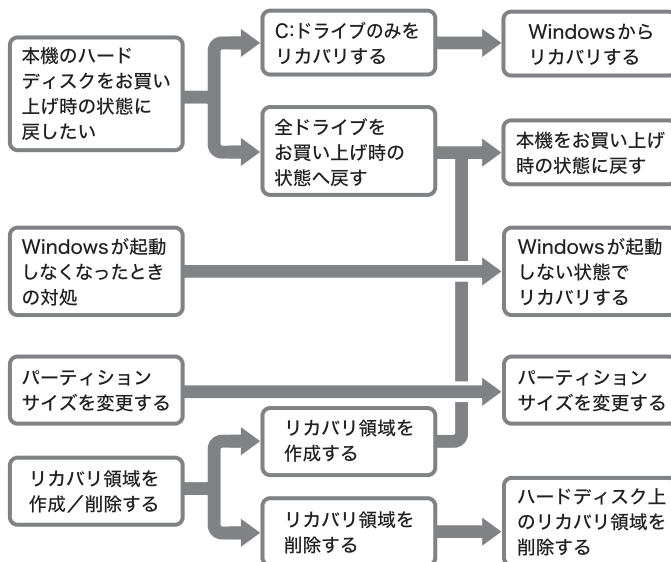 本機のハード
ディスクをお買い
上げ時の状態に
戻したい
C:ドライブのみを
リカバリする
Windowsから
リカバリする
全ドライブを
お買い上げ時の
状態へ戻す
本機をお買い上げ
時の状態に戻す
Windowsが起動
しなくなったとき
の対処
Windowsが起動
しない状態で
リカバリする
パーティション
サイズを変更する
パーティション
サイズを変更する
リカバリ領域を
作成／削除する
リカバリ領域を
作成する
リカバリ領域を
削除する
ハードディスク上
のリカバリ領域を
削除する